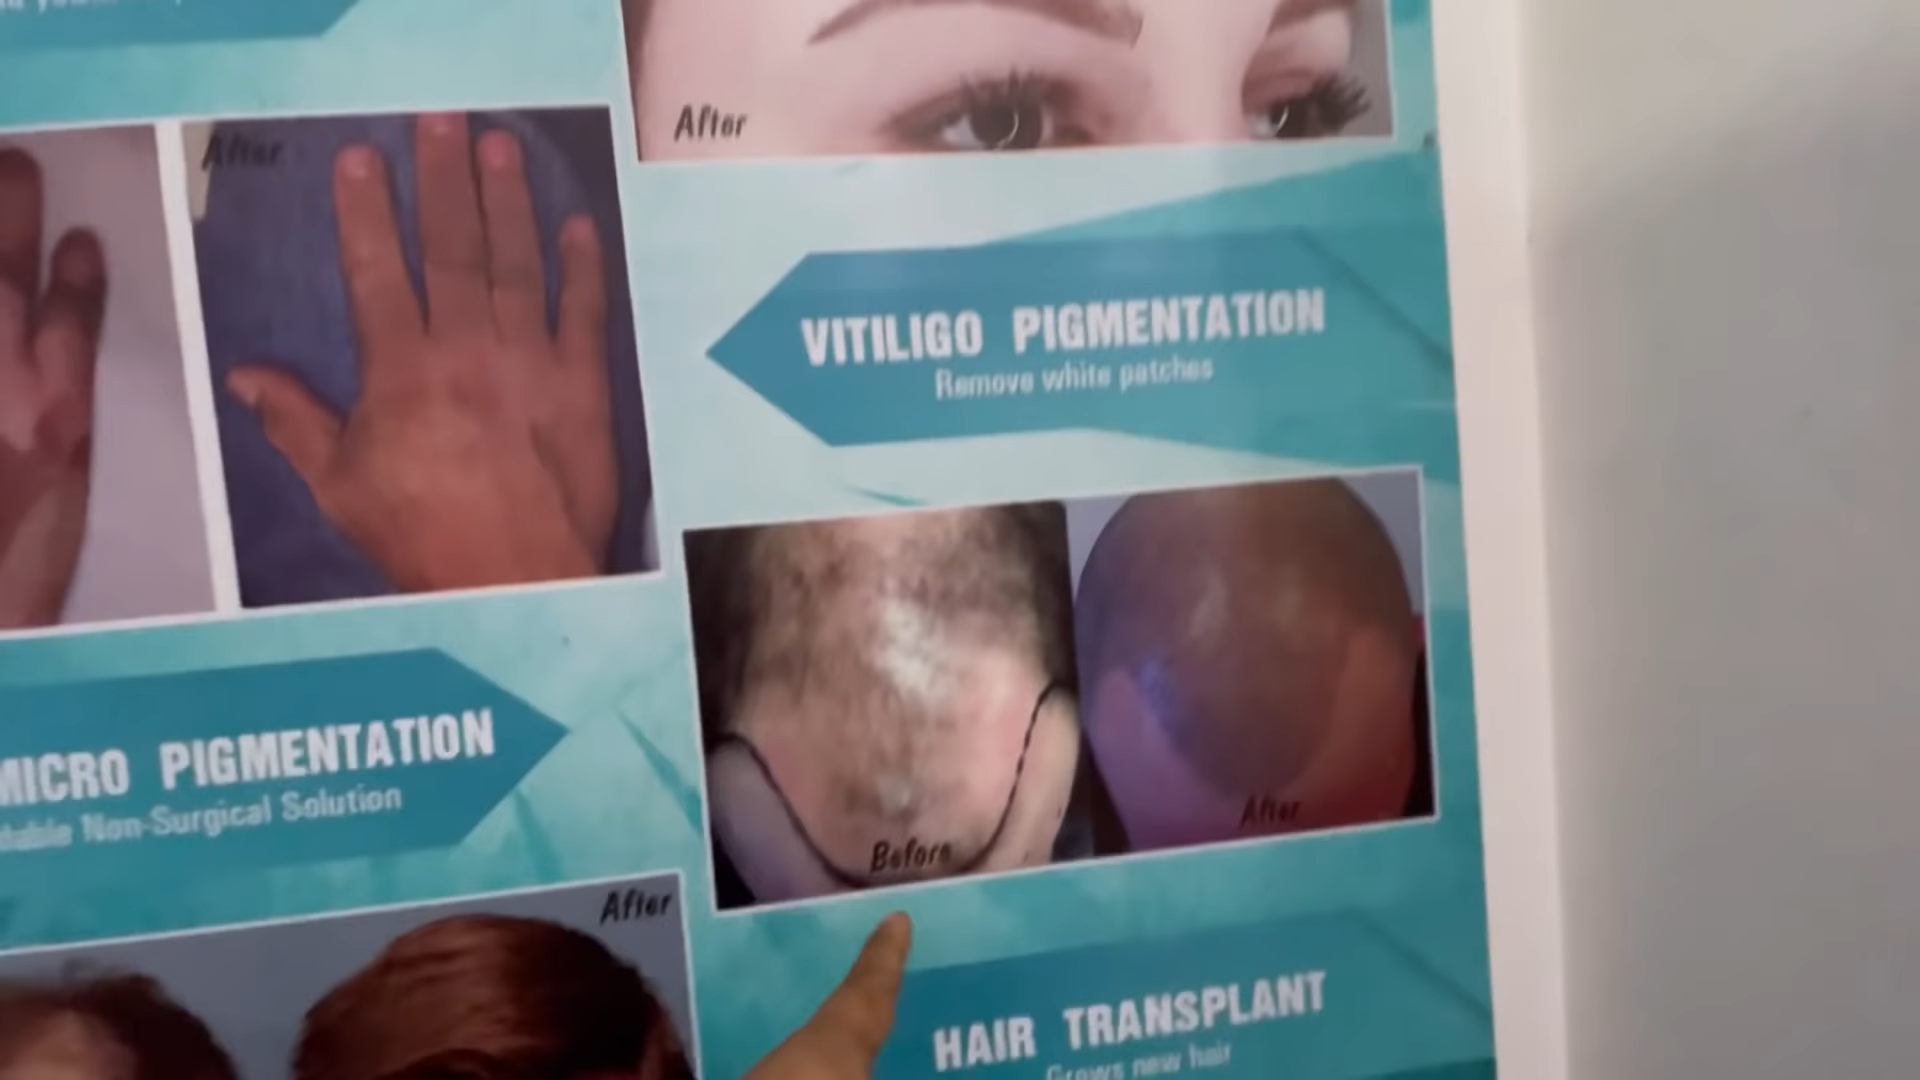 After
After
VITILIGO PIGMENTATION
Remove white patches
MICRO PIGMENTATION
Non-Surgical Solution
Before
After
After
HAIR TRANSPLANT
Grows new hair